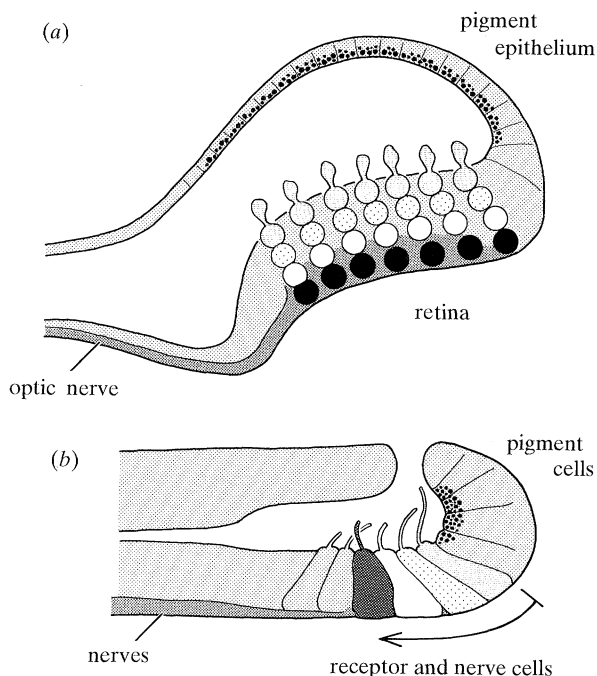 (a)
pigment
epithelium
retina
optic nerve
(b)
pigment
cells
nerves
receptor and nerve cells